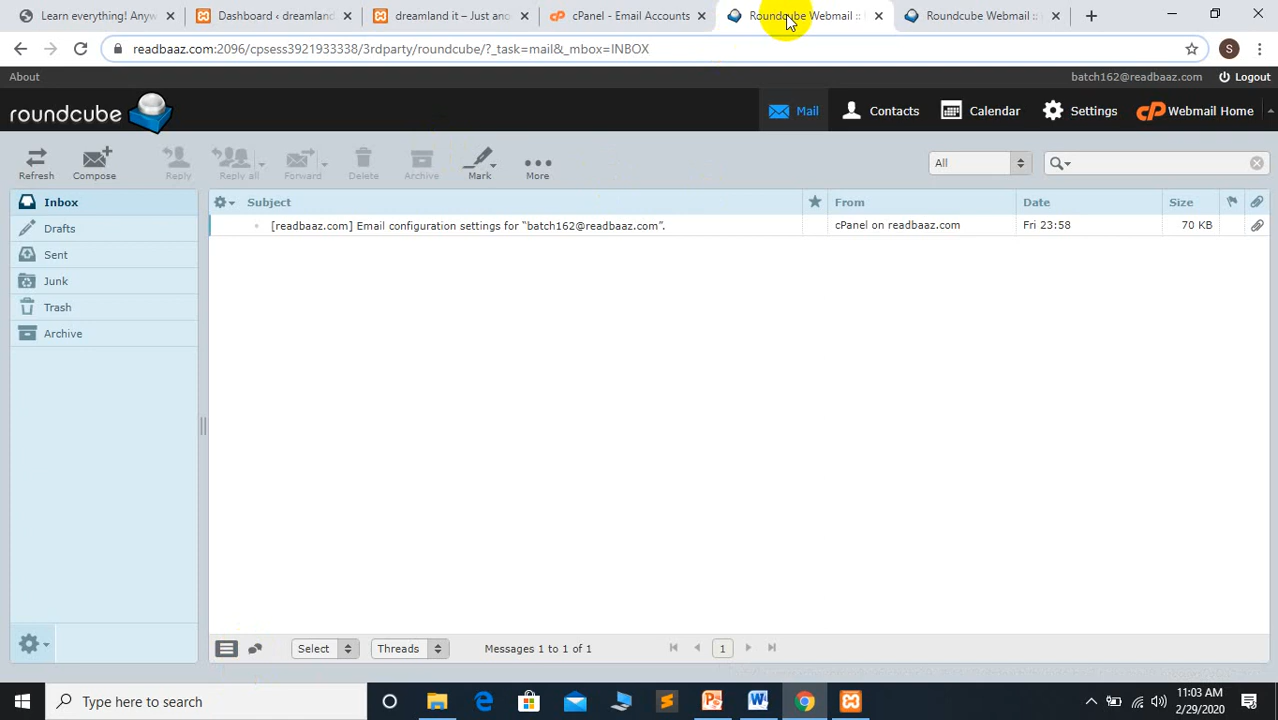 Learn everything! Anyw
Dashboard ‹ dreamland
dreamland it – Just ano
cPanel - Email Accounts
Roundcube Webmail ::
Roundcube Webmail ::
readbaaz.com:2096/cpsess3921933338/3rdparty/roundcube/?_task=mail&_mbox=INBOX
S
About
batch162@readbaaz.com
Logout
roundcube
Mail
Contacts
Calendar
Settings
cP Webmail Home
Refresh
Compose
Reply
Reply all
Forward
Delete
Archive
Mark
More
All
Inbox
Drafts
Sent
Junk
Trash
Archive
Subject
From
Date
Size
[readbaaz.com] Email configuration settings for “batch162@readbaaz.com”.
cPanel on readbaaz.com
Fri 23:58
70 KB
Select
Threads
Messages 1 to 1 of 1
1
Type here to search
11:03 AM
2/29/2020